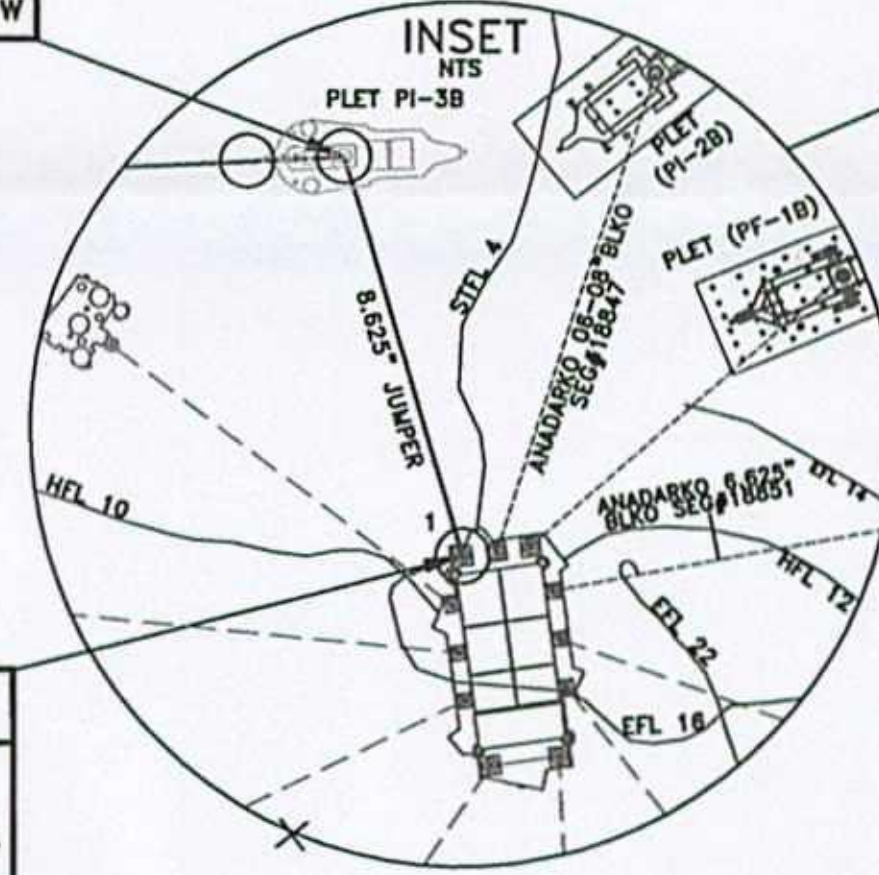 W
INSET
NTS
PLET PI-3B
PLET
(PI-2B)
PLET (PF-1B)
STFL 4
8.625" JUMPER
ANADARKO 06-08" BLKO
SEG#18847
HFL 10
1
ANADARKO 6.625"
BLKO SEG#18851
EFL 14
HFL 12
EFL 22
EFL 16